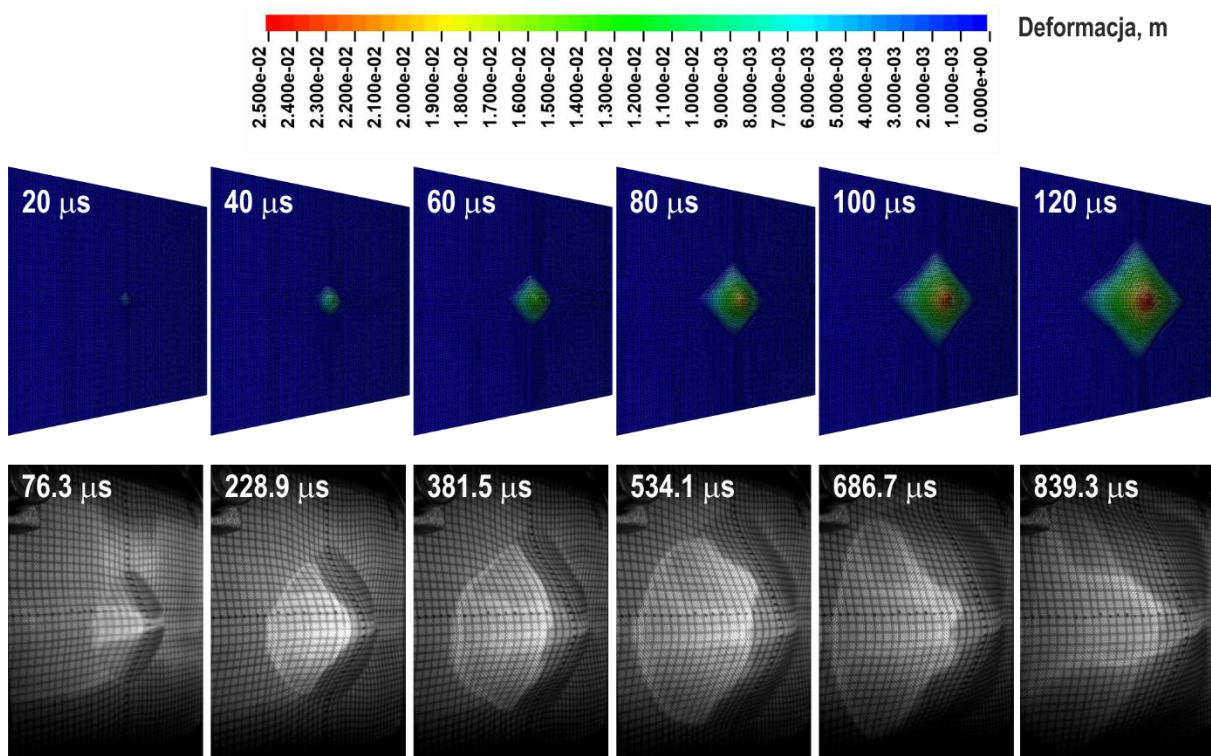 Deformacja, m
2.500e-02
2.400e-02
2.300e-02
2.200e-02
2.100e-02
2.000e-02
1.900e-02
1.800e-02
1.700e-02
1.600e-02
1.500e-02
1.400e-02
1.300e-02
1.200e-02
1.100e-02
1.000e-02
9.000e-03
8.000e-03
7.000e-03
6.000e-03
5.000e-03
4.000e-03
3.000e-03
2.000e-03
1.000e-03
0.000e+00
20 µs
40 µs
60 µs
80 µs
100 µs
120 µs
76.3 µs
228.9 µs
381.5 µs
534.1 µs
686.7 µs
839.3 µs